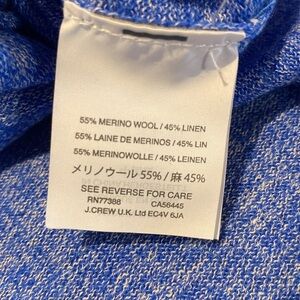 55% MERINO WOOL / 45% LINEN
55% LAINE DE MERINOS / 45% LIN
55% MERINOWOLLE / 45% LEINEN
メリノウール 55% / 麻 45%
SEE REVERSE FOR CARE
RN77388 CA56445
J.CREW U.K. Ltd EC4V 6JA